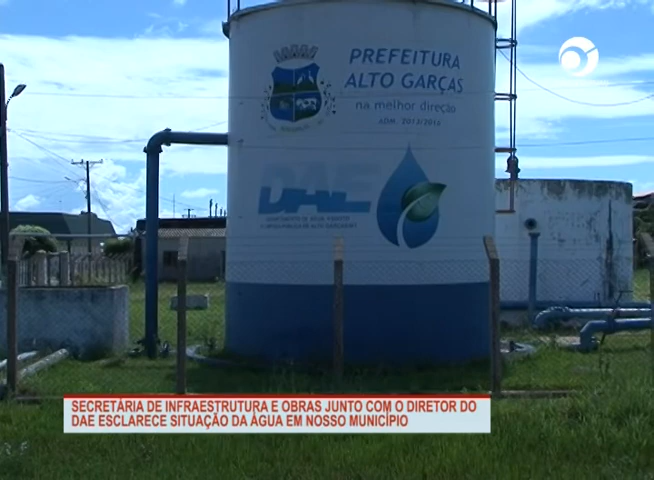 PREFEITURA
ALTO GARÇAS
na melhor direção
ADM. 2013/2016
DAE
SECRETÁRIA DE INFRAESTRUTURA E OBRAS JUNTO COM O DIRETOR DO
DAE ESCLARECE SITUAÇÃO DA ÁGUA EM NOSSO MUNICÍPIO